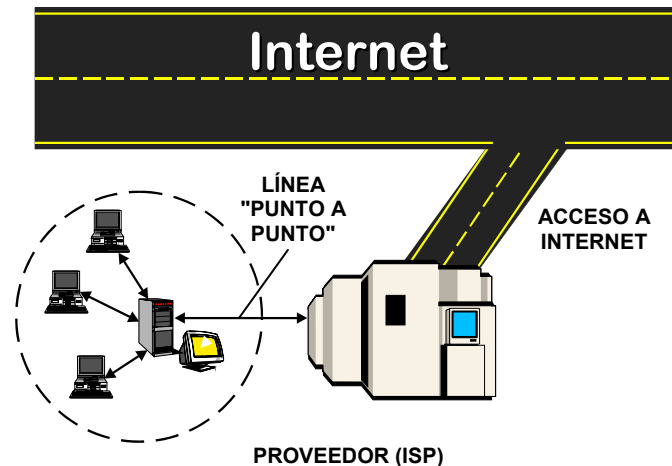 Internet
LÍNEA
"PUNTO A
PUNTO"
ACCESO A
INTERNET
PROVEEDOR (ISP)